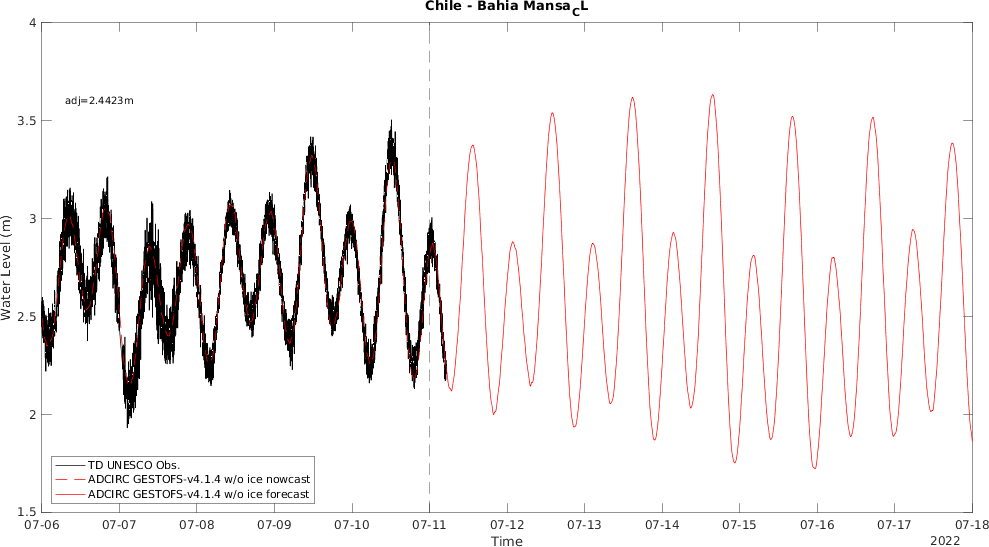 Chile - Bahia Mansa_CL
adj=2.4423m
Water Level (m)
4
3.5
3
2.5
2
1.5
TD UNESCO Obs.
ADCIRC GESTOFS-v4.1.4 w/o ice nowcast
ADCIRC GESTOFS-v4.1.4 w/o ice forecast
07-06 07-07 07-08 07-09 07-10 07-11 07-12 07-13 07-14 07-15 07-16 07-17 07-18
Time
2022